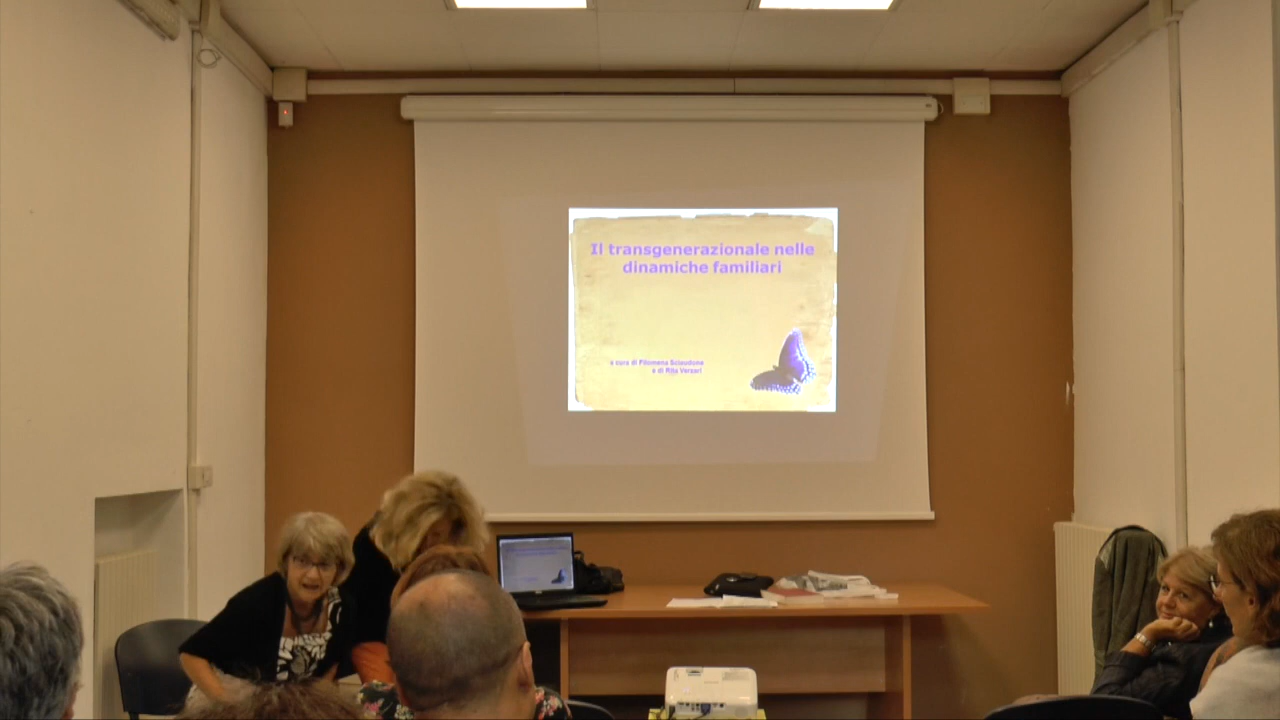 Il transgenerazionale nelle
dinamiche familiari
a cura di Filomena Sciaudone
e di Rita Verzari